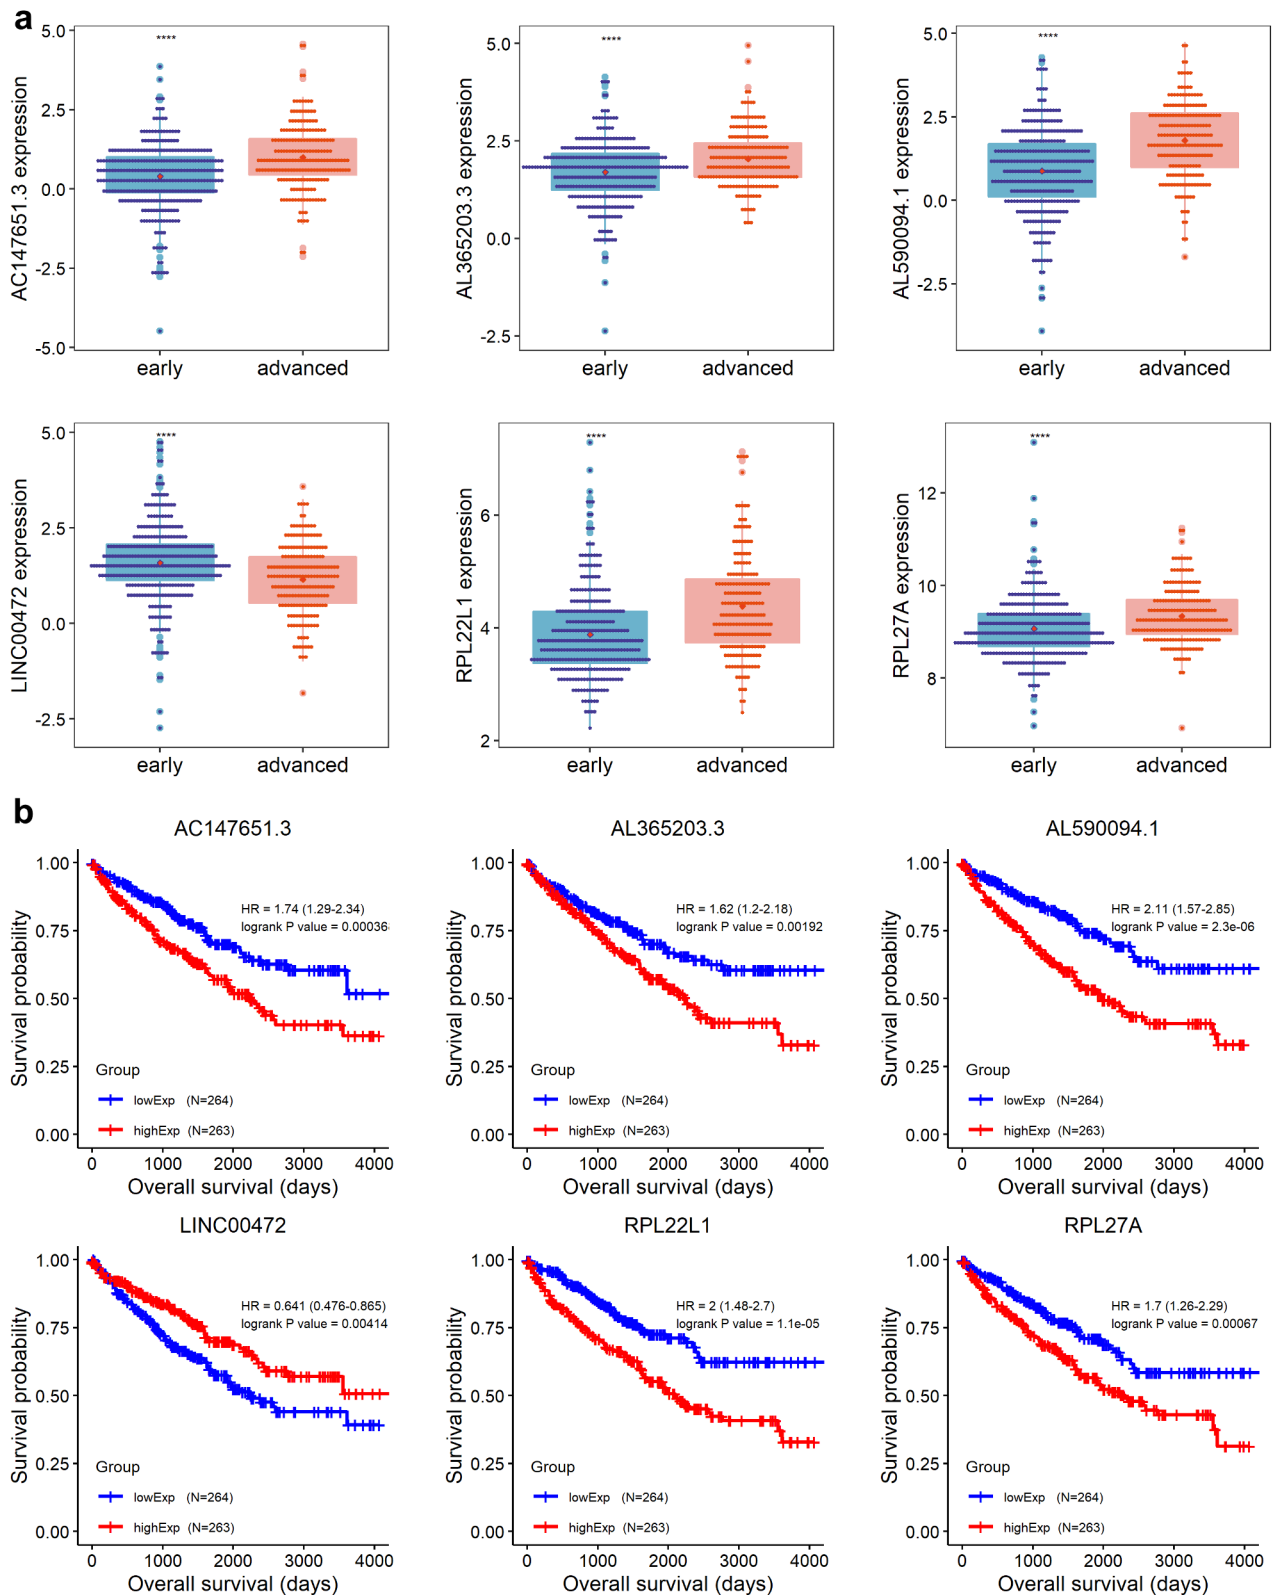 a
AC147651.3 expression
5.0
2.5
0.0
-2.5
-5.0
****
early
advanced
AL365203.3 expression
5.0
2.5
0.0
-2.5
****
early
advanced
AL590094.1 expression
5.0
2.5
0.0
-2.5
****
early
advanced
LINC00472 expression
5.0
2.5
0.0
-2.5
****
early
advanced
RPL22L1 expression
6
4
2
****
early
advanced
RPL27A expression
12
10
8
****
early
advanced
b
AC147651.3
Survival probability
1.00
0.75
0.50
0.25
0.00
HR = 1.74 (1.29-2.34)
logrank P value = 0.00036
Group
lowExp (N=264)
highExp (N=263)
0 1000 2000 3000 4000
Overall survival (days)
AL365203.3
Survival probability
1.00
0.75
0.50
0.25
0.00
HR = 1.62 (1.2-2.18)
logrank P value = 0.00192
Group
lowExp (N=264)
highExp (N=263)
0 1000 2000 3000 4000
Overall survival (days)
AL590094.1
Survival probability
1.00
0.75
0.50
0.25
0.00
HR = 2.11 (1.57-2.85)
logrank P value = 2.3e-06
Group
lowExp (N=264)
highExp (N=263)
0 1000 2000 3000 4000
Overall survival (days)
LINC00472
Survival probability
1.00
0.75
0.50
0.25
0.00
HR = 0.641 (0.476-0.865)
logrank P value = 0.00414
Group
lowExp (N=264)
highExp (N=263)
0 1000 2000 3000 4000
Overall survival (days)
RPL22L1
Survival probability
1.00
0.75
0.50
0.25
0.00
HR = 2 (1.48-2.7)
logrank P value = 1.1e-05
Group
lowExp (N=264)
highExp (N=263)
0 1000 2000 3000 4000
Overall survival (days)
RPL27A
Survival probability
1.00
0.75
0.50
0.25
0.00
HR = 1.7 (1.26-2.29)
logrank P value = 0.00067
Group
lowExp (N=264)
highExp (N=263)
0 1000 2000 3000 4000
Overall survival (days)